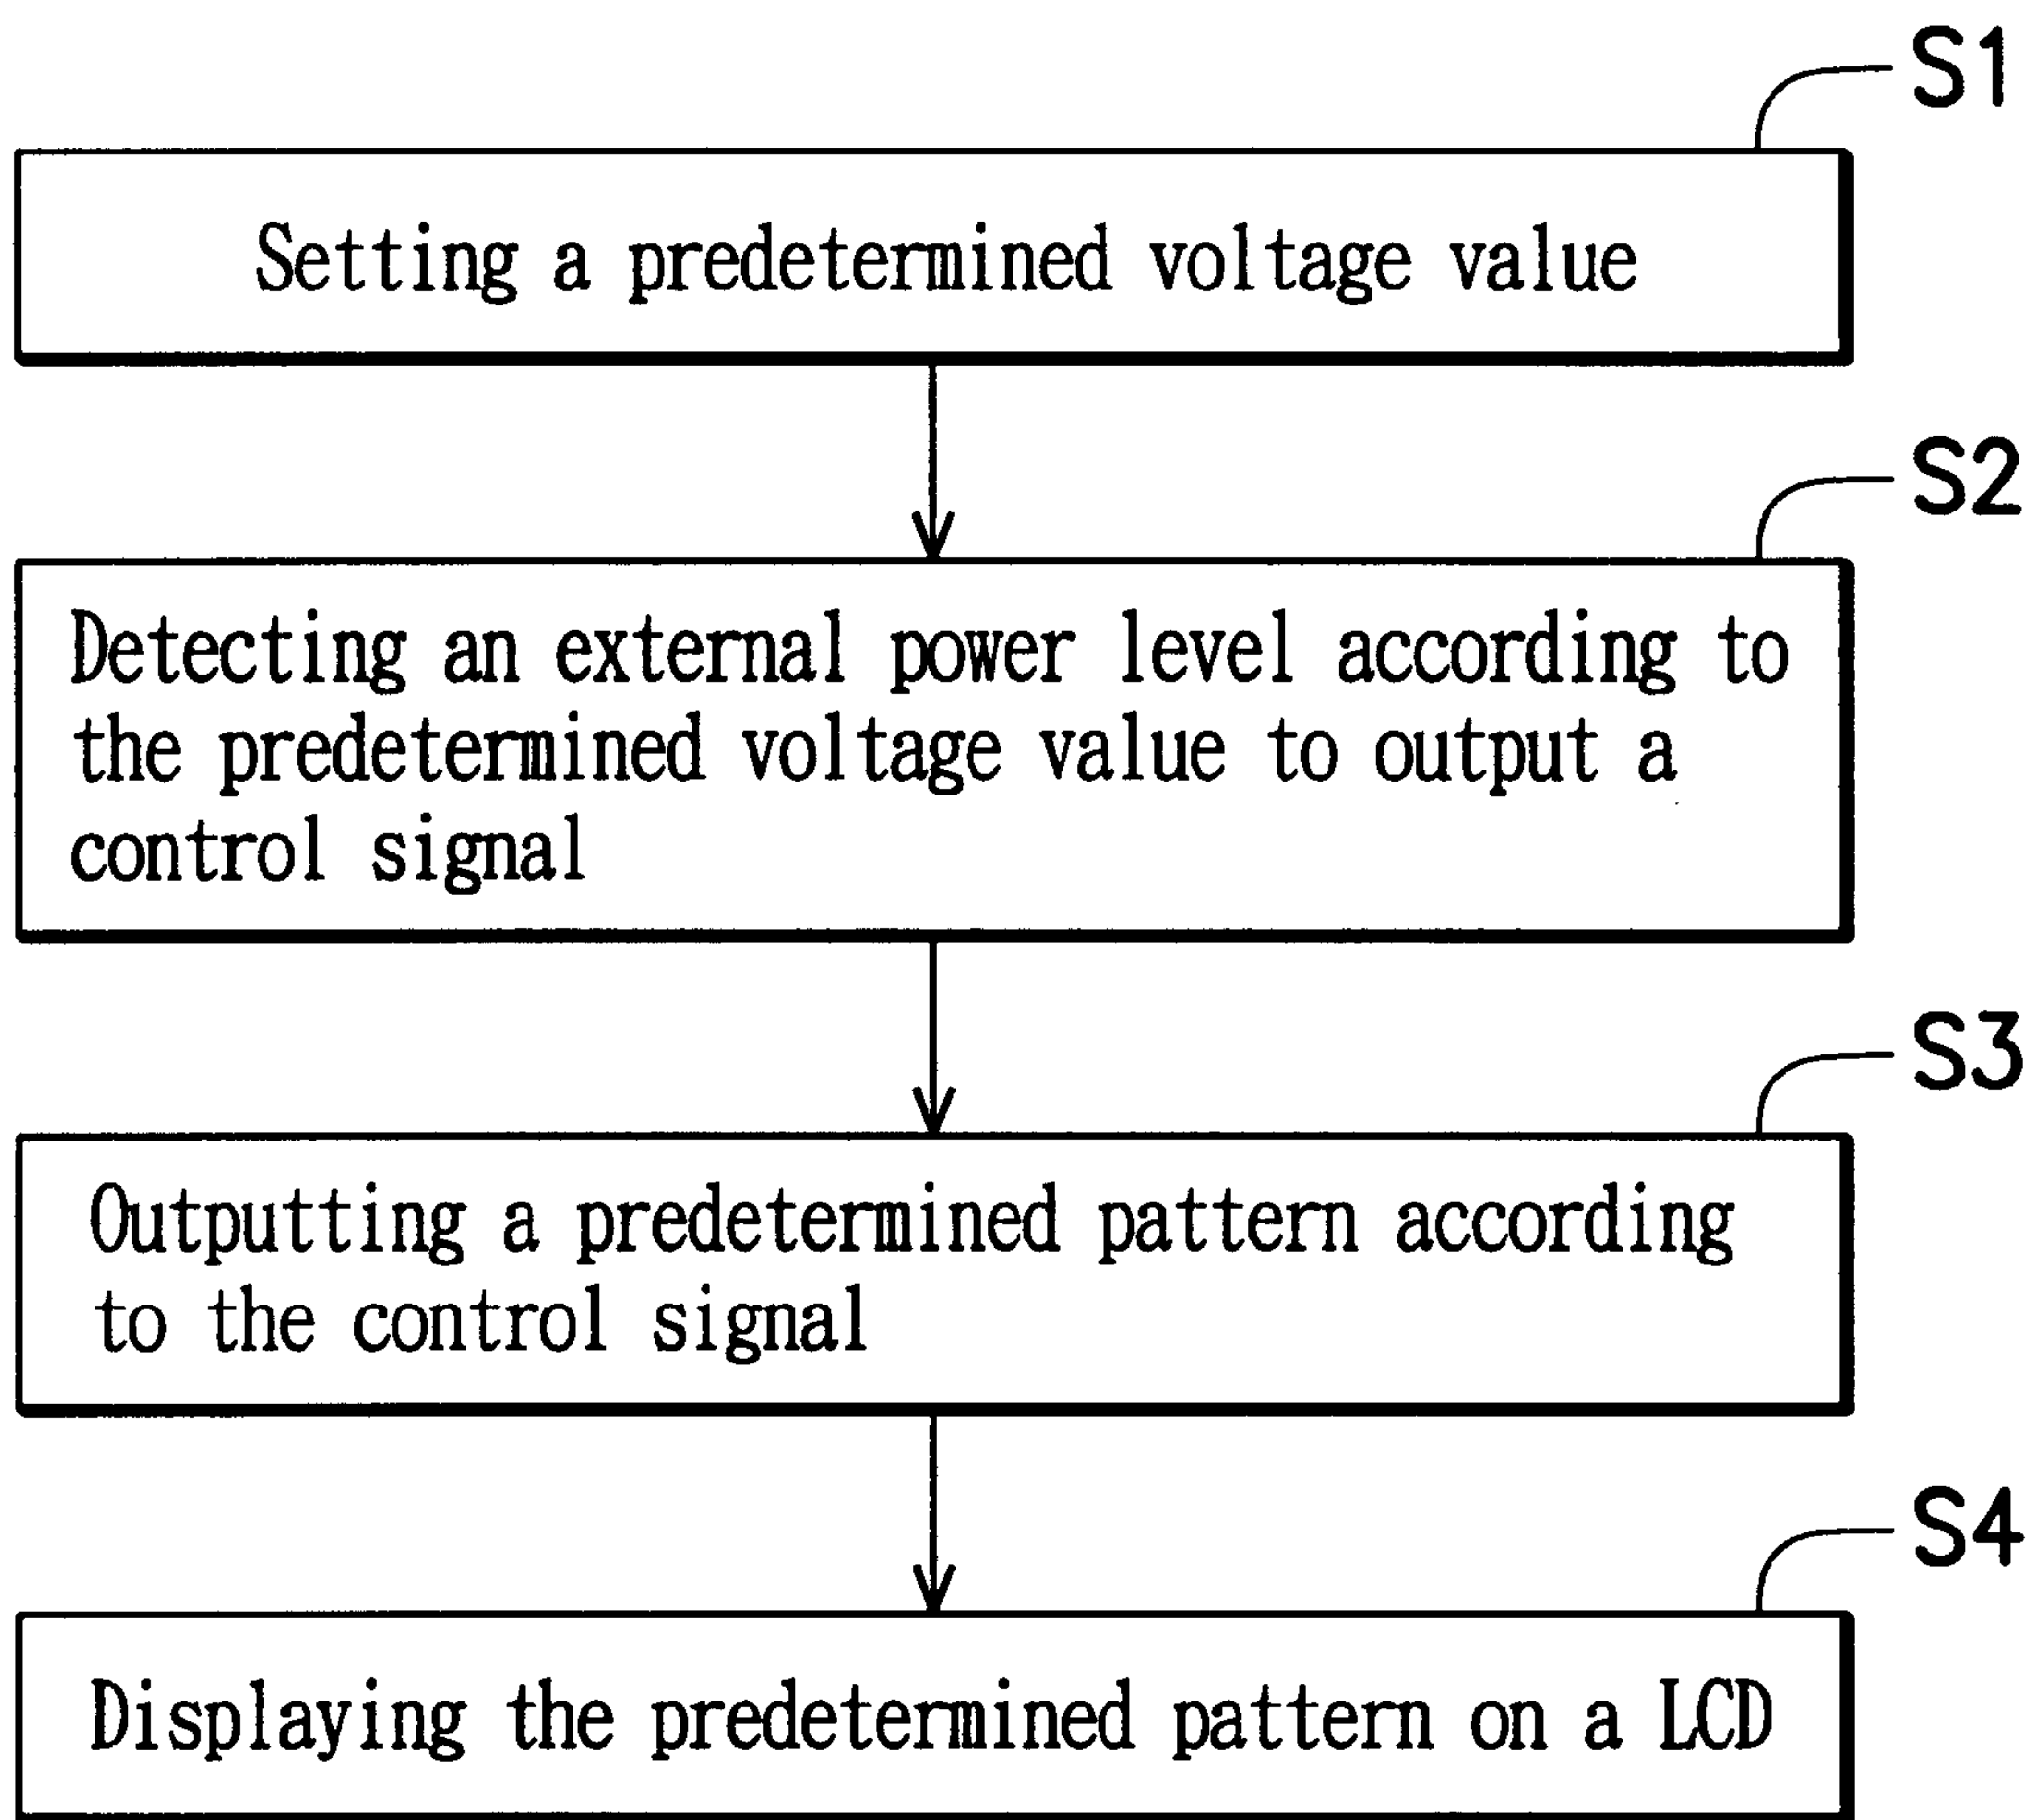 S1
Setting a predetermined voltage value
S2
Detecting an external power level according to
the predetermined voltage value to output a
control signal
S3
Outputting a predetermined pattern according
to the control signal
S4
Displaying the predetermined pattern on a LCD